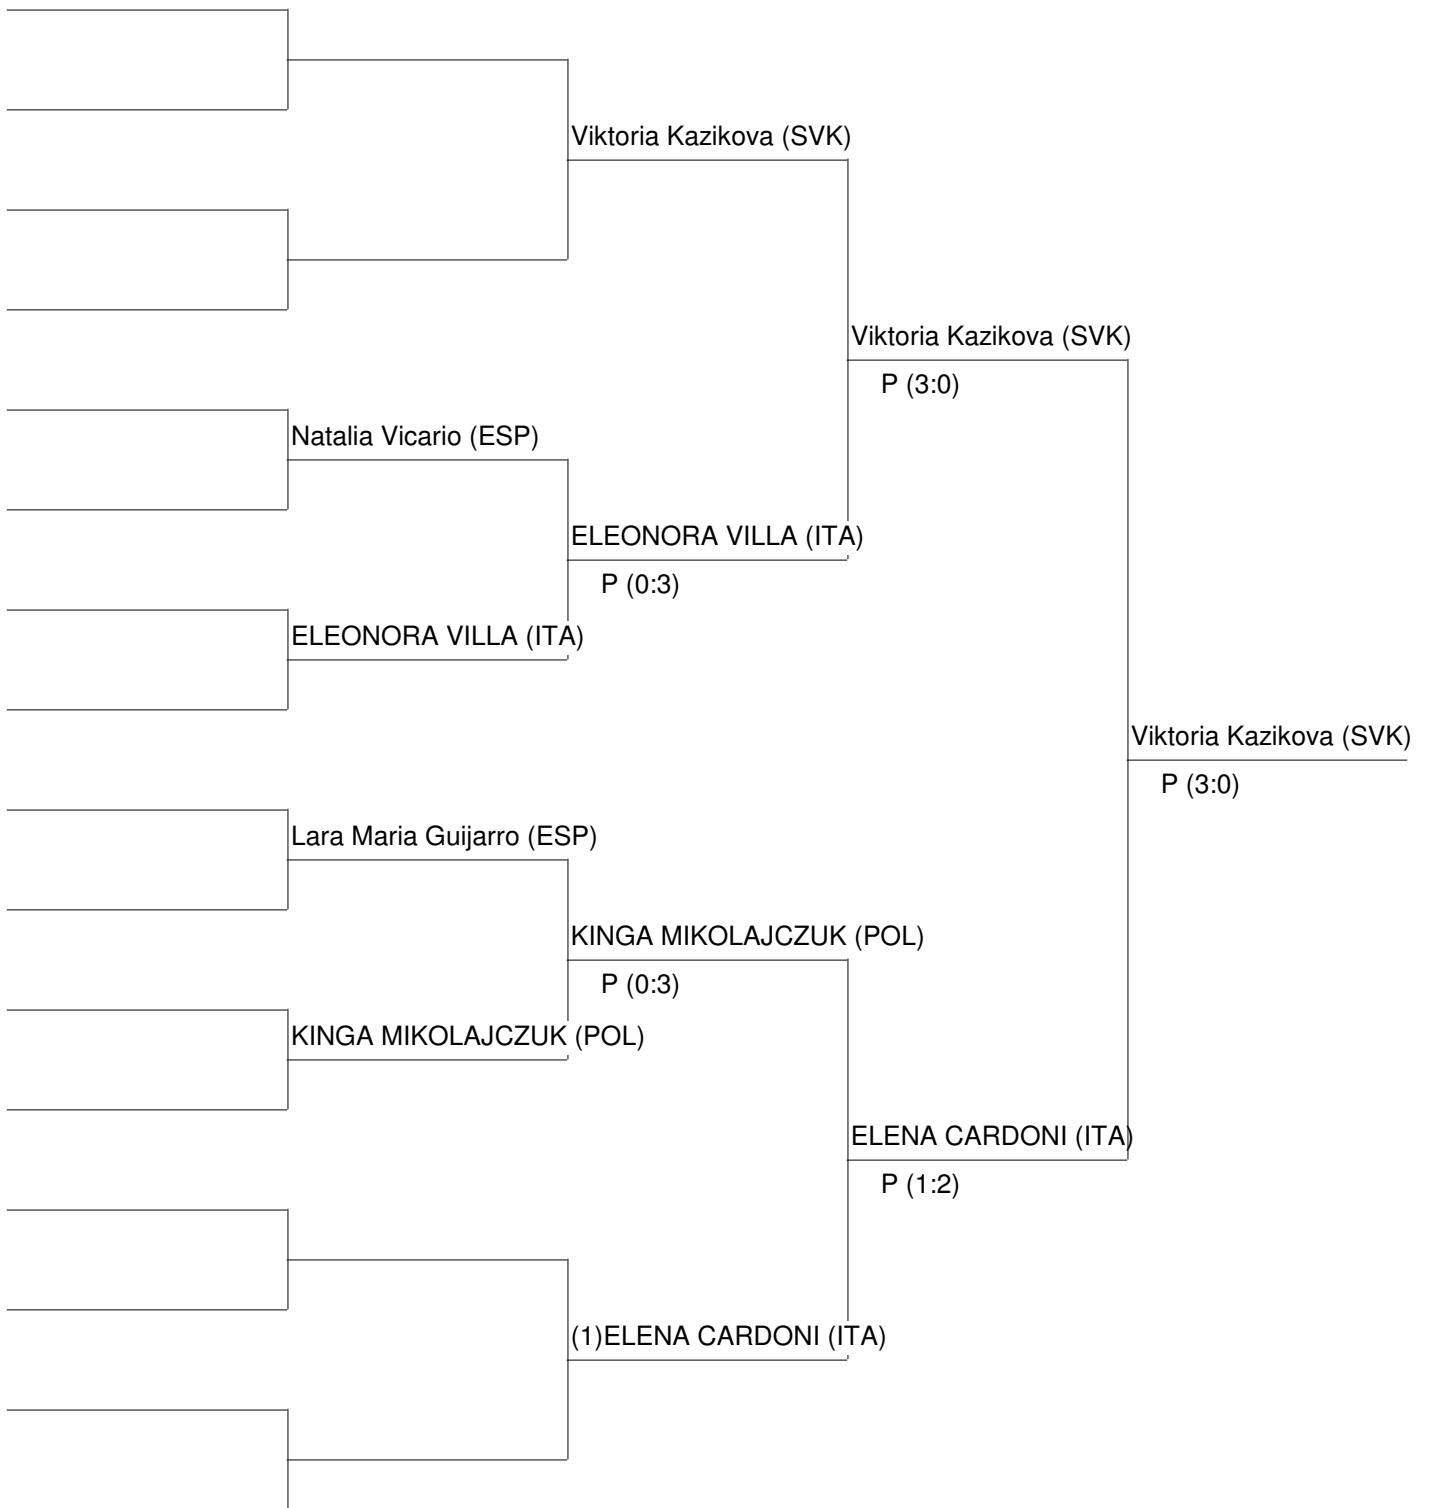 Viktoria Kazikova (SVK)
Viktoria Kazikova (SVK)
P (3:0)
Natalia Vicario (ESP)
ELEONORA VILLA (ITA)
P (0:3)
ELEONORA VILLA (ITA)
Viktoria Kazikova (SVK)
P (3:0)
Lara Maria Guijarro (ESP)
KINGA MIKOLAJCZUK (POL)
P (0:3)
KINGA MIKOLAJCZUK (POL)
ELENA CARDONI (ITA)
P (1:2)
(1)ELENA CARDONI (ITA)